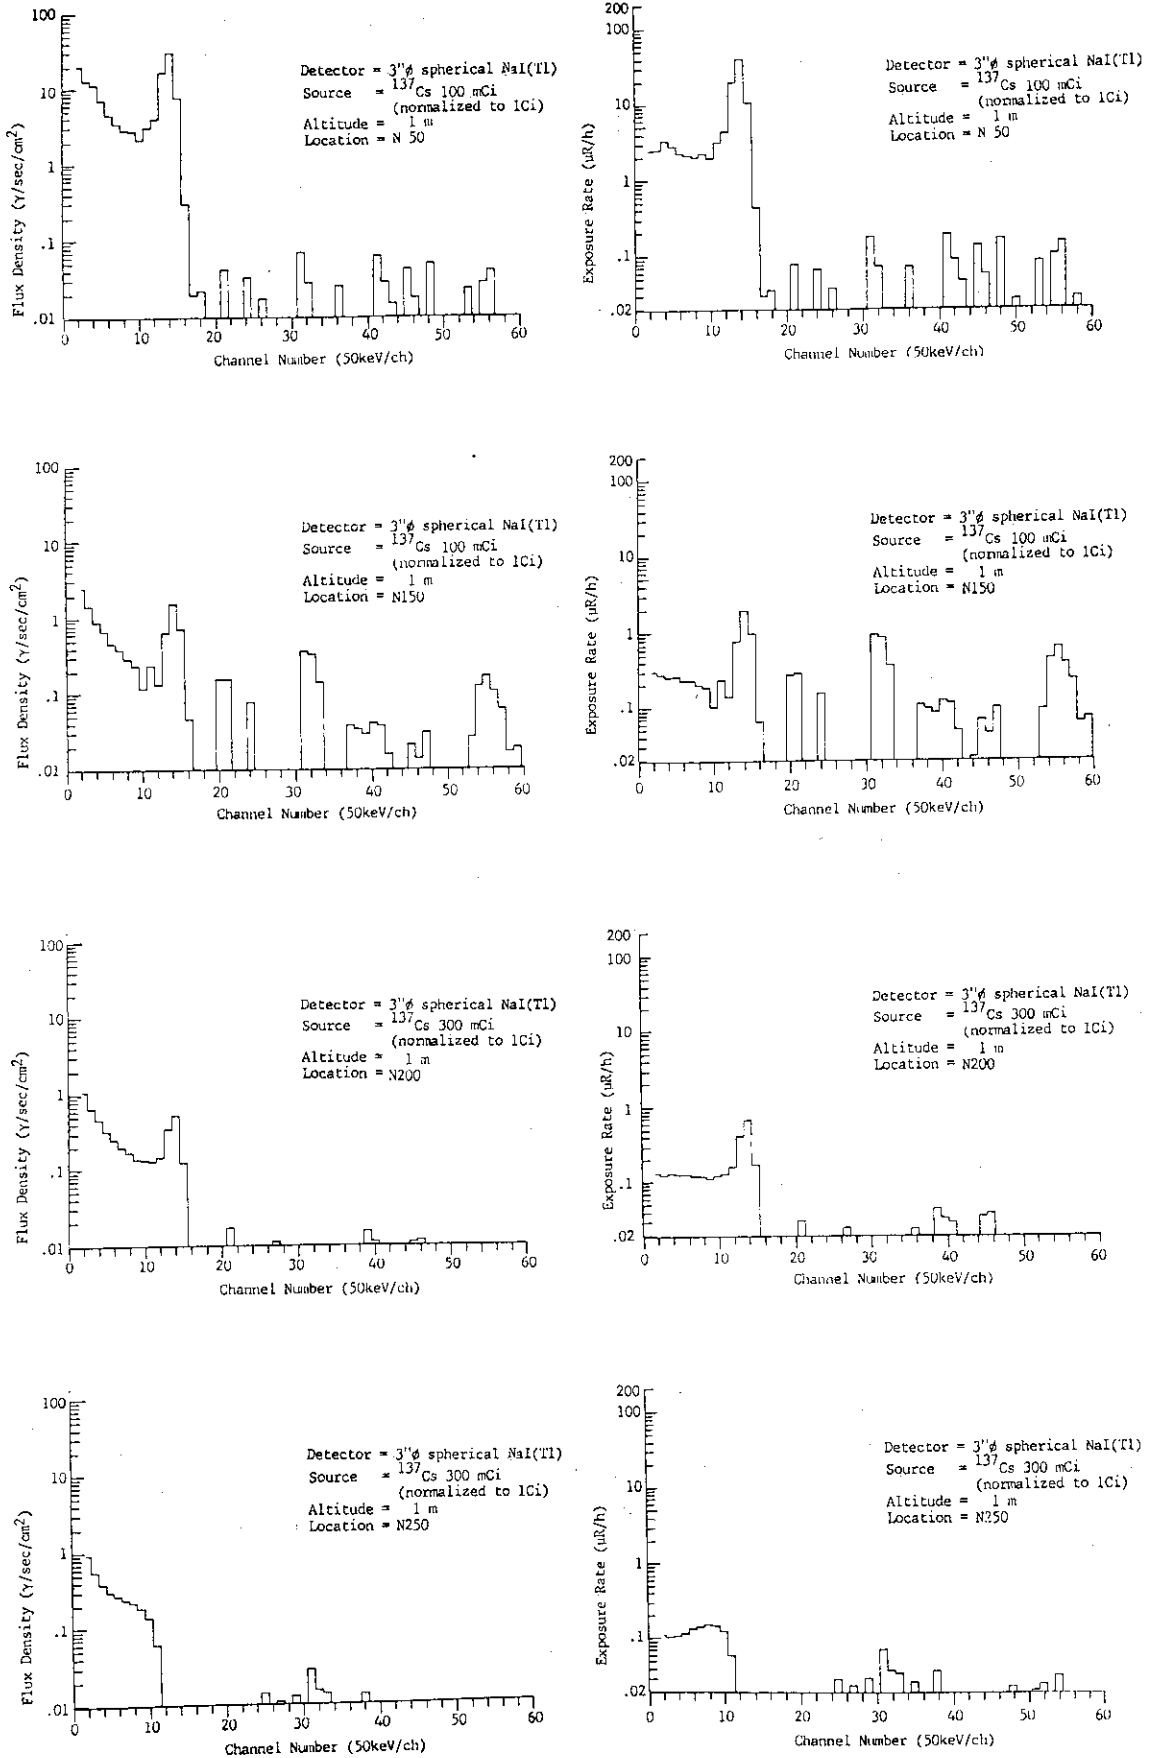 Flux Density (γ/sec/cm²)
100
10
1
.1
.01
0 10 20 30 40 50 60
Channel Number (50keV/ch)
Detector = 3"ø spherical NaI(Tl)
Source = ¹³⁷Cs 100 mCi
(normalized to 1Ci)
Altitude = 1 m
Location = N 50
Exposure Rate (μR/h)
200
100
10
1
.1
.02
0 10 20 30 40 50 60
Channel Number (50keV/ch)
Detector = 3"ø spherical NaI(Tl)
Source = ¹³⁷Cs 100 mCi
(normalized to 1Ci)
Altitude = 1 m
Location = N 50
Flux Density (γ/sec/cm²)
100
10
1
.1
.01
0 10 20 30 40 50 60
Channel Number (50keV/ch)
Detector = 3"ø spherical NaI(Tl)
Source = ¹³⁷Cs 100 mCi
(normalized to 1Ci)
Altitude = 1 m
Location = N150
Exposure Rate (μR/h)
200
100
10
1
.1
.02
0 10 20 30 40 50 60
Channel Number (50keV/ch)
Detector = 3"ø spherical NaI(Tl)
Source = ¹³⁷Cs 100 mCi
(normalized to 1Ci)
Altitude = 1 m
Location = N150
Flux Density (γ/sec/cm²)
100
10
1
.1
.01
0 10 20 30 40 50 60
Channel Number (50keV/ch)
Detector = 3"ø spherical NaI(Tl)
Source = ¹³⁷Cs 300 mCi
(normalized to 1Ci)
Altitude = 1 m
Location = N200
Exposure Rate (μR/h)
200
100
10
1
.1
.02
0 10 20 30 40 50 60
Channel Number (50keV/ch)
Detector = 3"ø spherical NaI(Tl)
Source = ¹³⁷Cs 300 mCi
(normalized to 1Ci)
Altitude = 1 m
Location = N200
Flux Density (γ/sec/cm²)
100
10
1
.1
.01
0 10 20 30 40 50 60
Channel Number (50keV/ch)
Detector = 3"ø spherical NaI(Tl)
Source = ¹³⁷Cs 300 mCi
(normalized to 1Ci)
Altitude = 1 m
Location = N250
Exposure Rate (μR/h)
200
100
10
1
.1
.02
0 10 20 30 40 50 60
Channel Number (50keV/ch)
Detector = 3"ø spherical NaI(Tl)
Source = ¹³⁷Cs 300 mCi
(normalized to 1Ci)
Altitude = 1 m
Location = N250